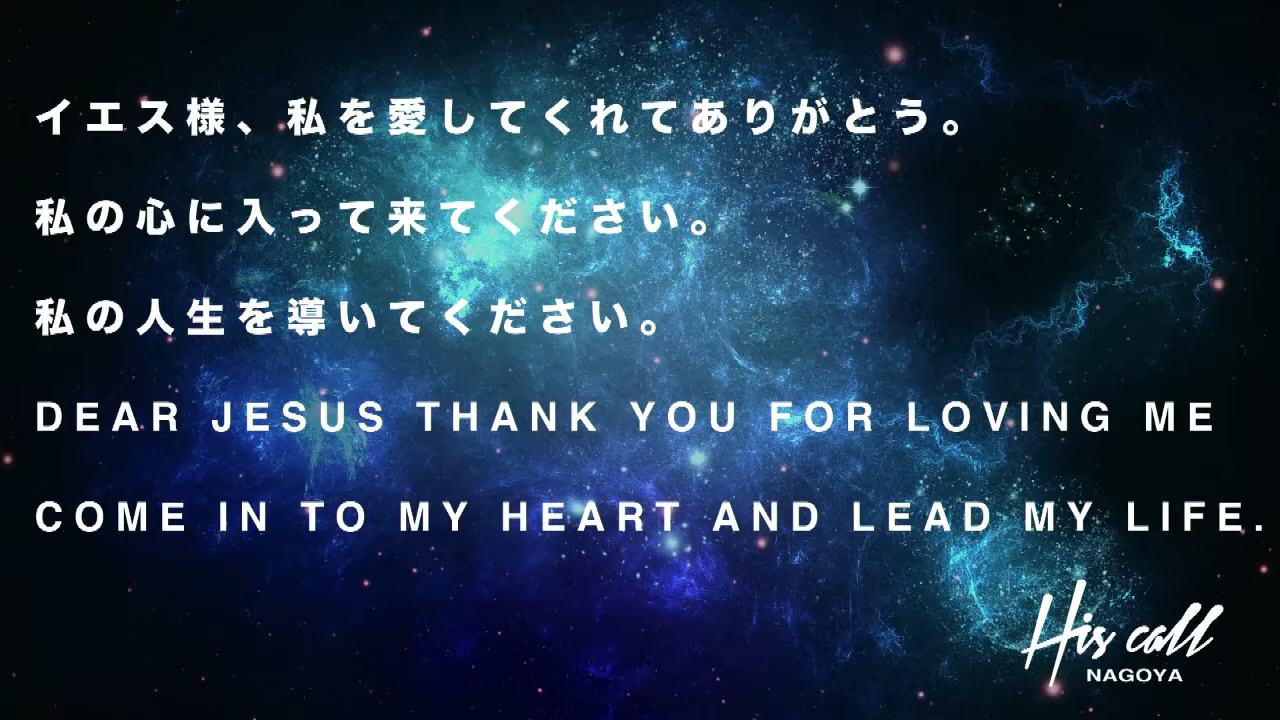 イエス様、私を愛してくれてありがとう。
私の心に入って来てください。
私の人生を導いてください。
DEAR JESUS THANK YOU FOR LOVING ME
COME IN TO MY HEART AND LEAD MY LIFE.
His call
NAGOYA